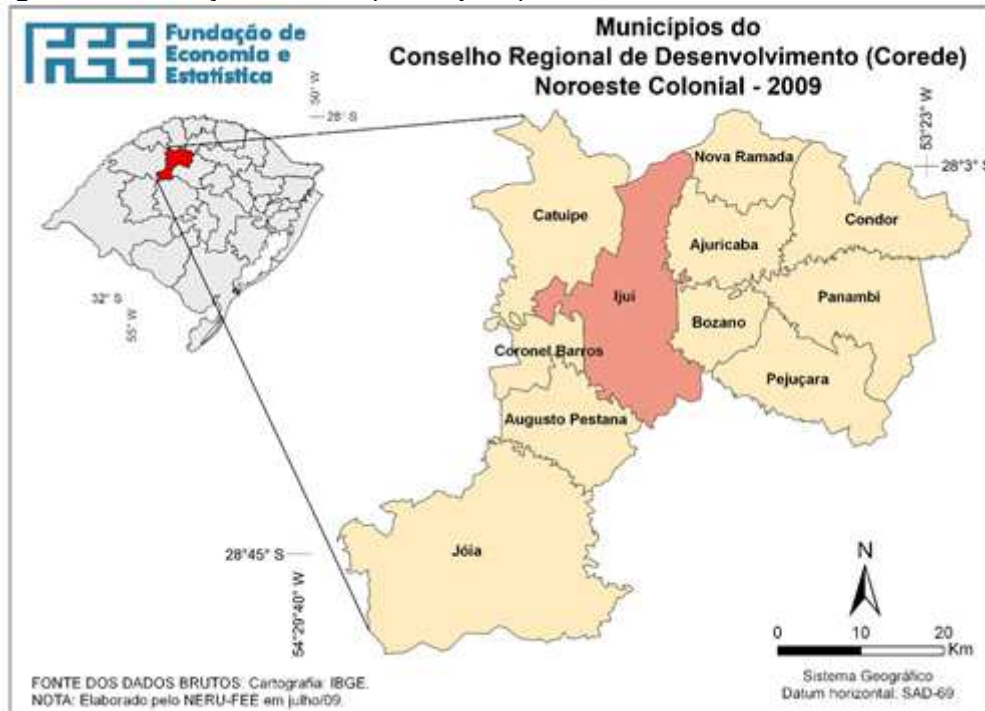 Fundação de
Economia e
Estatística
Municípios do
Conselho Regional de Desenvolvimento (Corede)
Noroeste Colonial - 2009
50° W
28° S
53°23' W
28°3° S
32° S
55° W
Nova Ramada
Catuipe
Condor
Ajuricaba
Ijui
Panambi
Bozano
Coronel Barros
Pejuçara
Augusto Pestana
Jóia
28°45° S
54°29'40° W
N
0 10 20
Km
Sistema Geográfico
Datum horizontal: SAD-69
FONTE DOS DADOS BRUTOS: Cartografia: IBGE.
NOTA: Elaborado pelo NERU-FEE em julho/09.